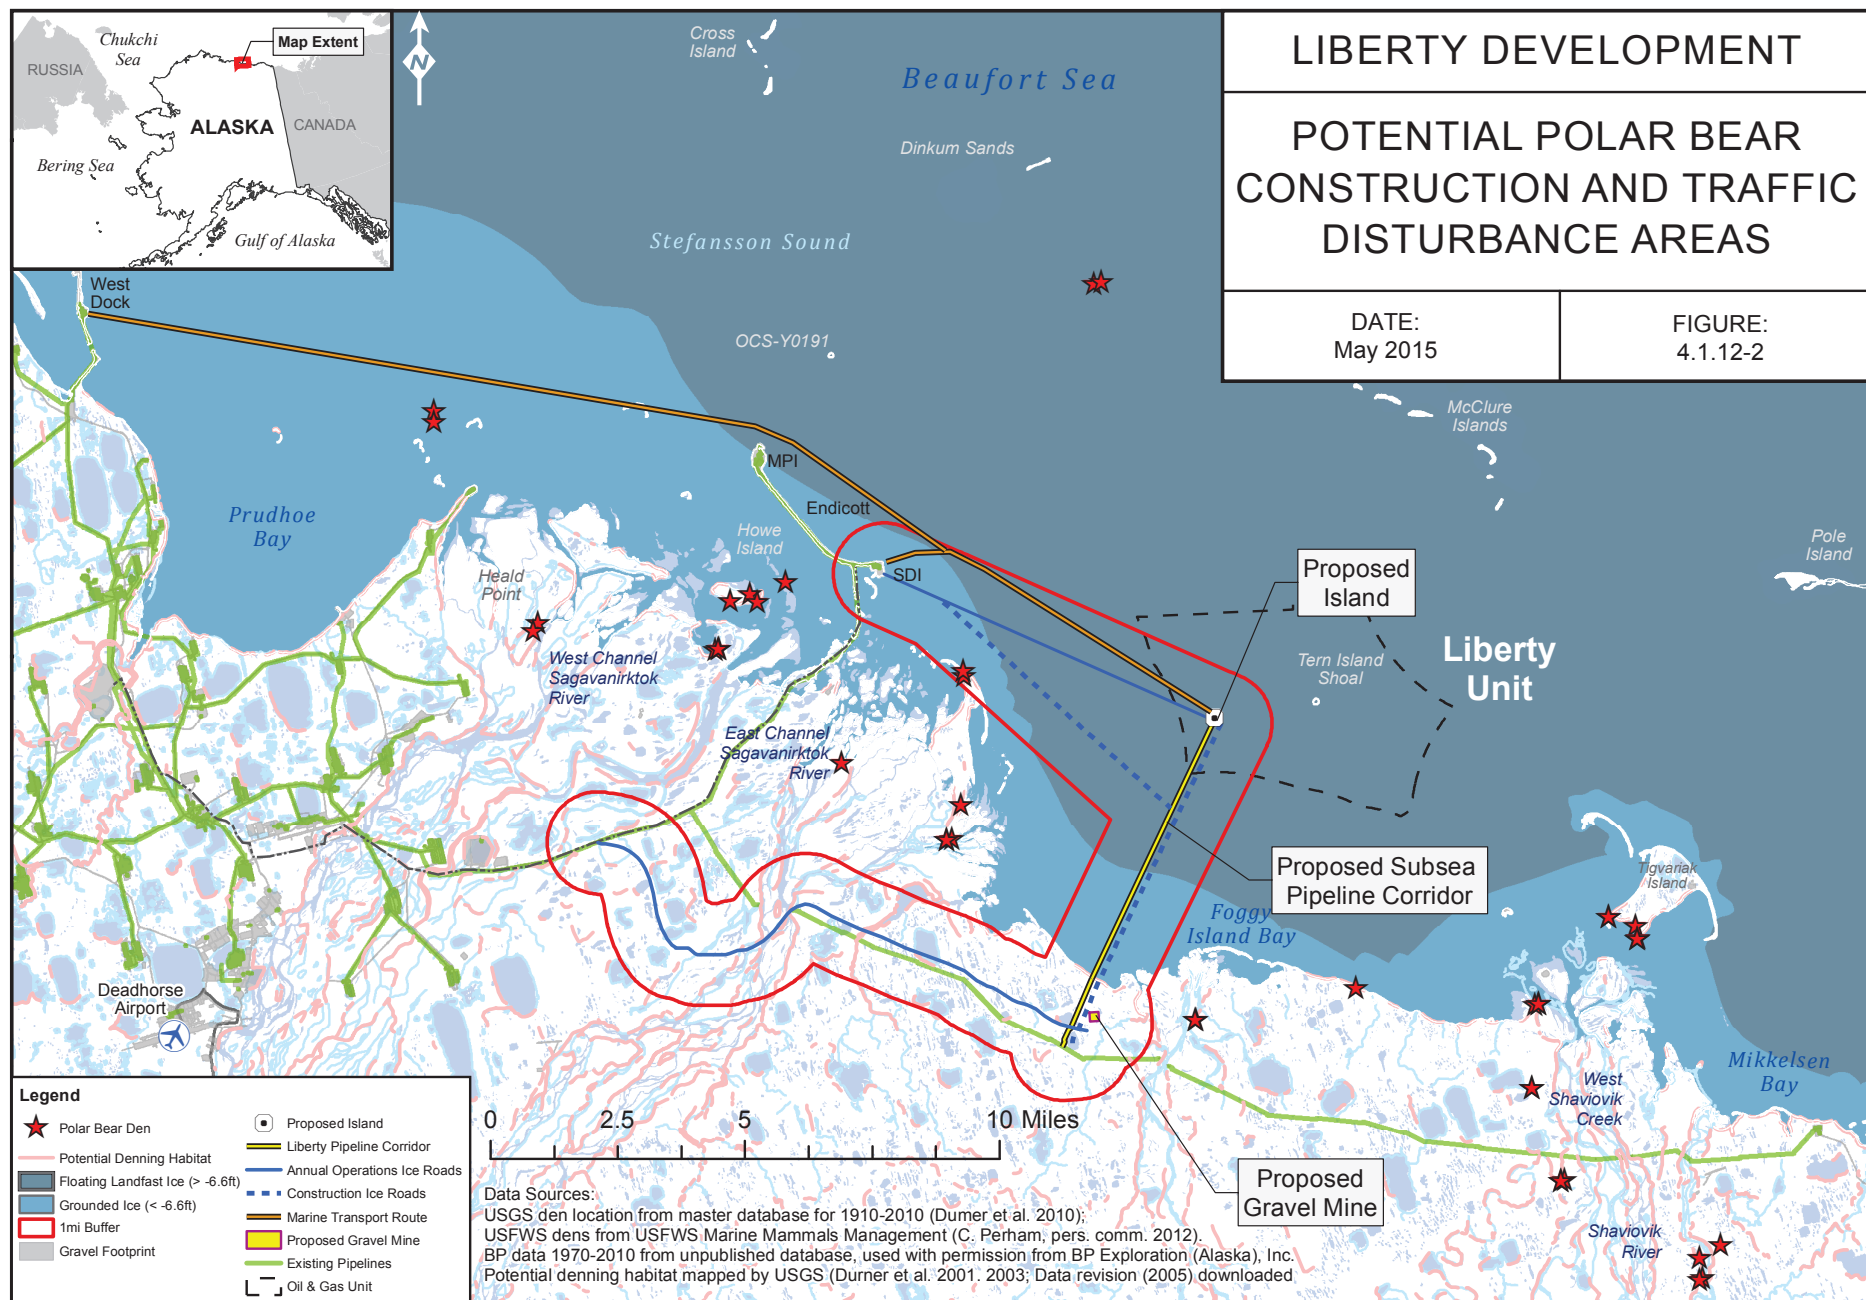 LIBERTY DEVELOPMENT
POTENTIAL POLAR BEAR
CONSTRUCTION AND TRAFFIC
DISTURBANCE AREAS
DATE:
May 2015
FIGURE:
4.1.12-2
Chukchi
Sea
Map Extent
RUSSIA
ALASKA
CANADA
Bering Sea
Gulf of Alaska
N
Cross
Island
Beaufort Sea
Dinkum Sands
Stefansson Sound
West
Dock
OCS-Y0191
McClure
Islands
MPI
Endicott
Prudhoe
Bay
Howe
Island
Pole
Island
Heald
Point
SDI
Proposed
Island
West Channel
Sagavanirktok
River
Tern Island
Shoal
Liberty
Unit
East Channel
Sagavanirktok
River
Proposed Subsea
Pipeline Corridor
Tigvariak
Island
Foggy
Island Bay
Deadhorse
Airport
Mikkelsen
Bay
West
Shaviovik
Creek
Shaviovik
River
Proposed
Gravel Mine
0 2.5 5 10 Miles
Legend
Polar Bear Den
Potential Denning Habitat
Floating Landfast Ice (> -6.6ft)
Grounded Ice (< -6.6ft)
1mi Buffer
Gravel Footprint
Proposed Island
Liberty Pipeline Corridor
Annual Operations Ice Roads
Construction Ice Roads
Marine Transport Route
Proposed Gravel Mine
Existing Pipelines
Oil & Gas Unit
Data Sources:
USGS den location from master database for 1910-2010 (Durner et al. 2010);
USFWS dens from USFWS Marine Mammals Management (C. Perham, pers. comm. 2012).
BP data 1970-2010 from unpublished database, used with permission from BP Exploration (Alaska), Inc.
Potential denning habitat mapped by USGS (Durner et al. 2001. 2003; Data revision (2005) downloaded